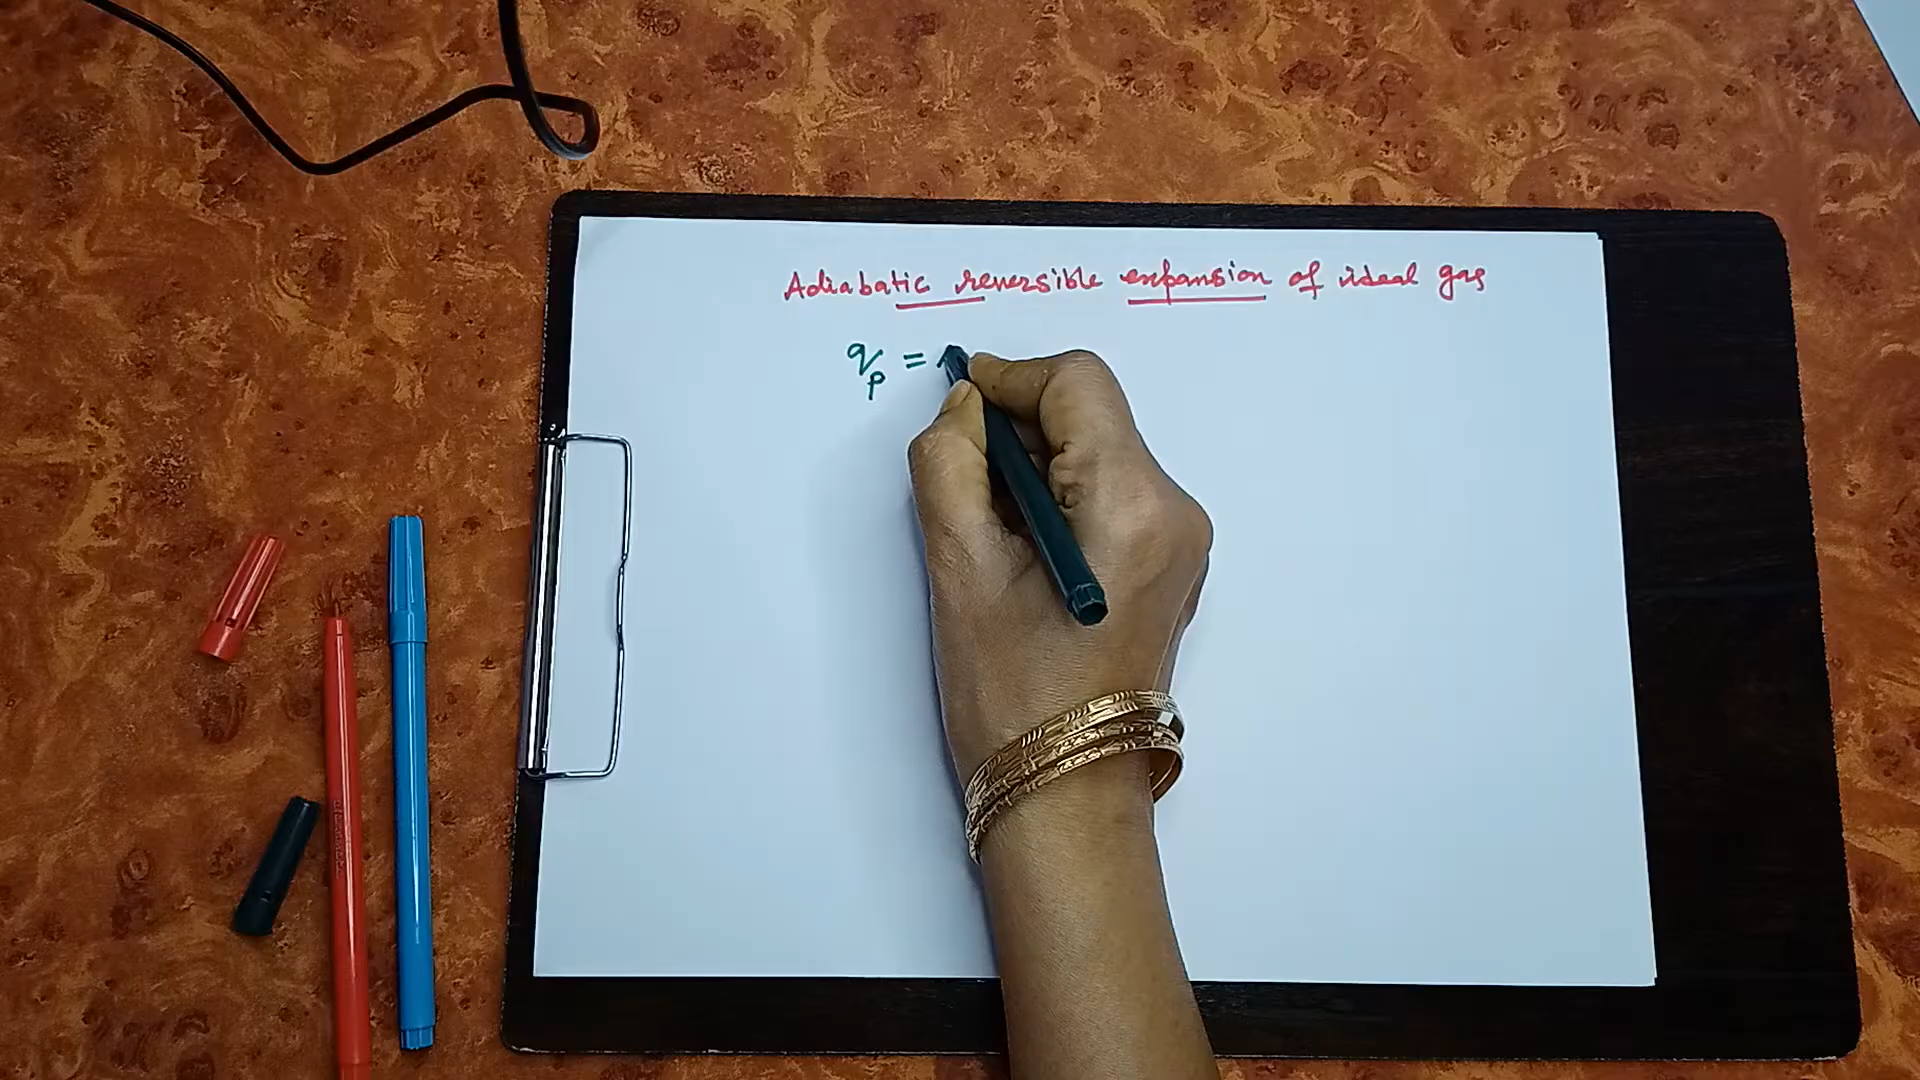 Adiabatic reversible expansion of ideal gas
qp =